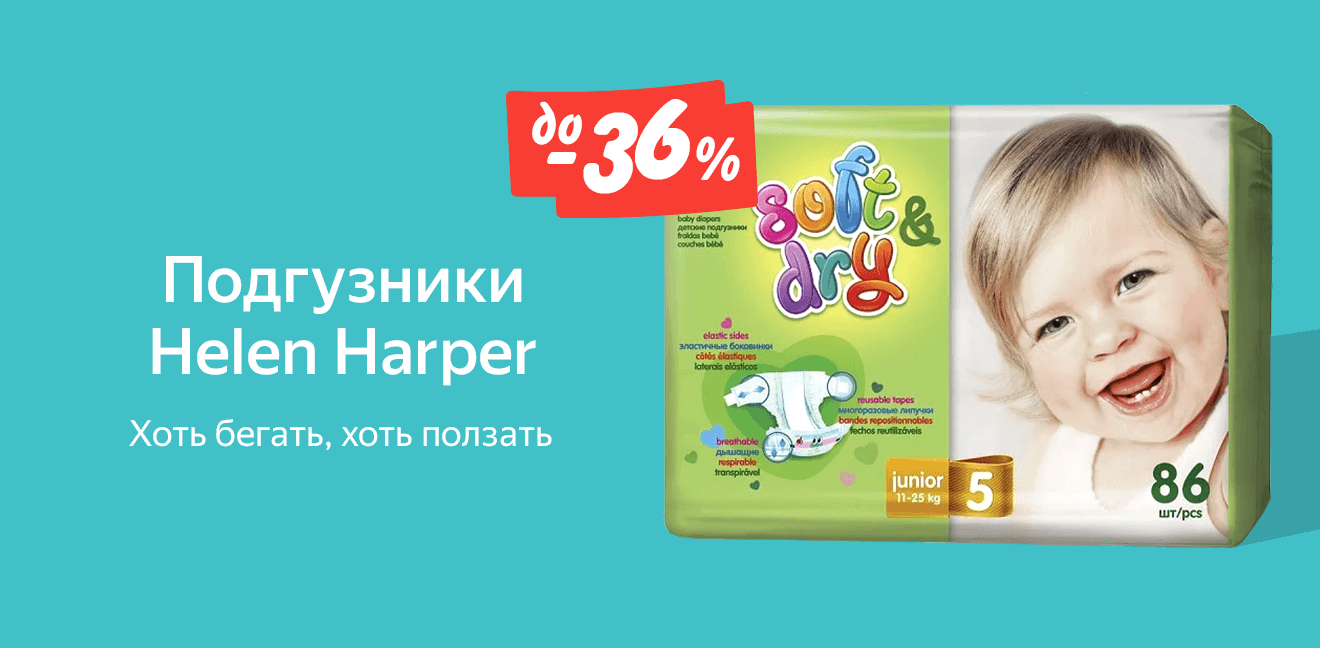 Подгузники
Helen Harper
Хоть бегать, хоть ползать
до
-36%
baby diapers
детские подгузники
fraldas bebé
couches bébé
soft &
dry
elastic sides
эластичные боковинки
côtés élastiques
laterais elásticos
reusable tapes
многоразовые липучки
bandes repositionnables
fechos reutilizáveis
breathable
дышащие
respirable
transpirável
junior
11-25 kg
5
86
шт/pcs